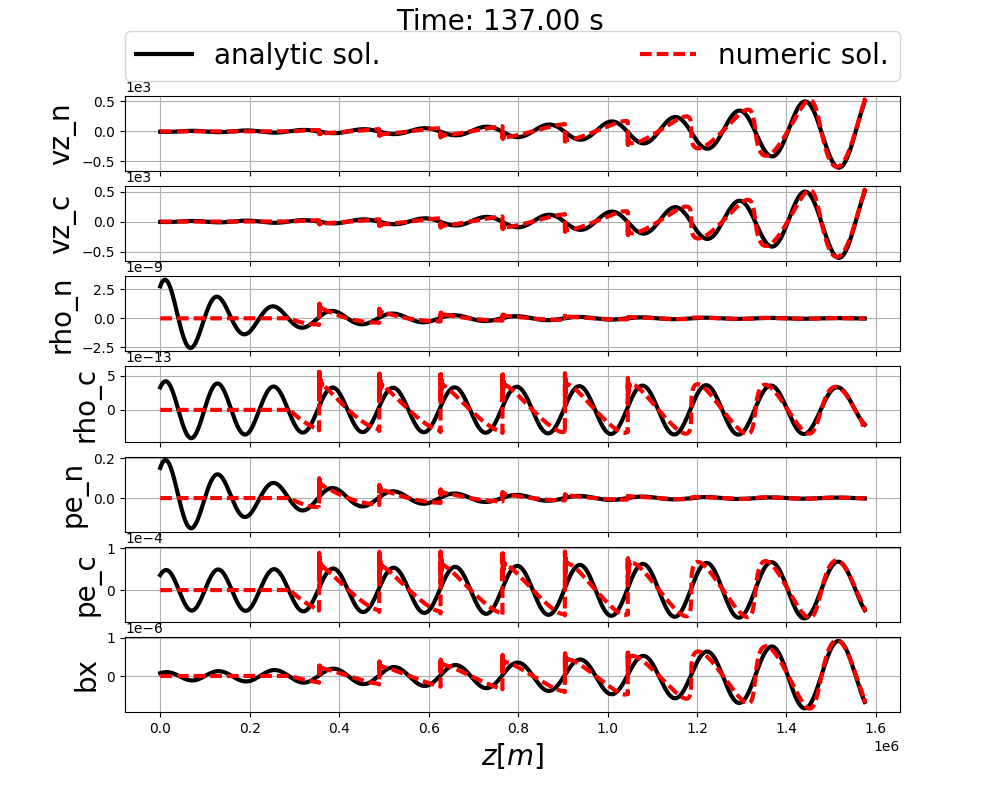 Time: 137.00 s
analytic sol. numeric sol.
1e3
0.5
0.0
−0.5
vz_n
1e3
0.5
0.0
−0.5
vz_c
1e−9
2.5
0.0
−2.5
rho_n
1e−13
5
0
rho_c
0.2
0.0
pe_n
1e−4
1
0
pe_c
1e−6
1
0
bx
0.0 0.2 0.4 0.6 0.8 1.0 1.2 1.4 1.6
1e6
z[m]